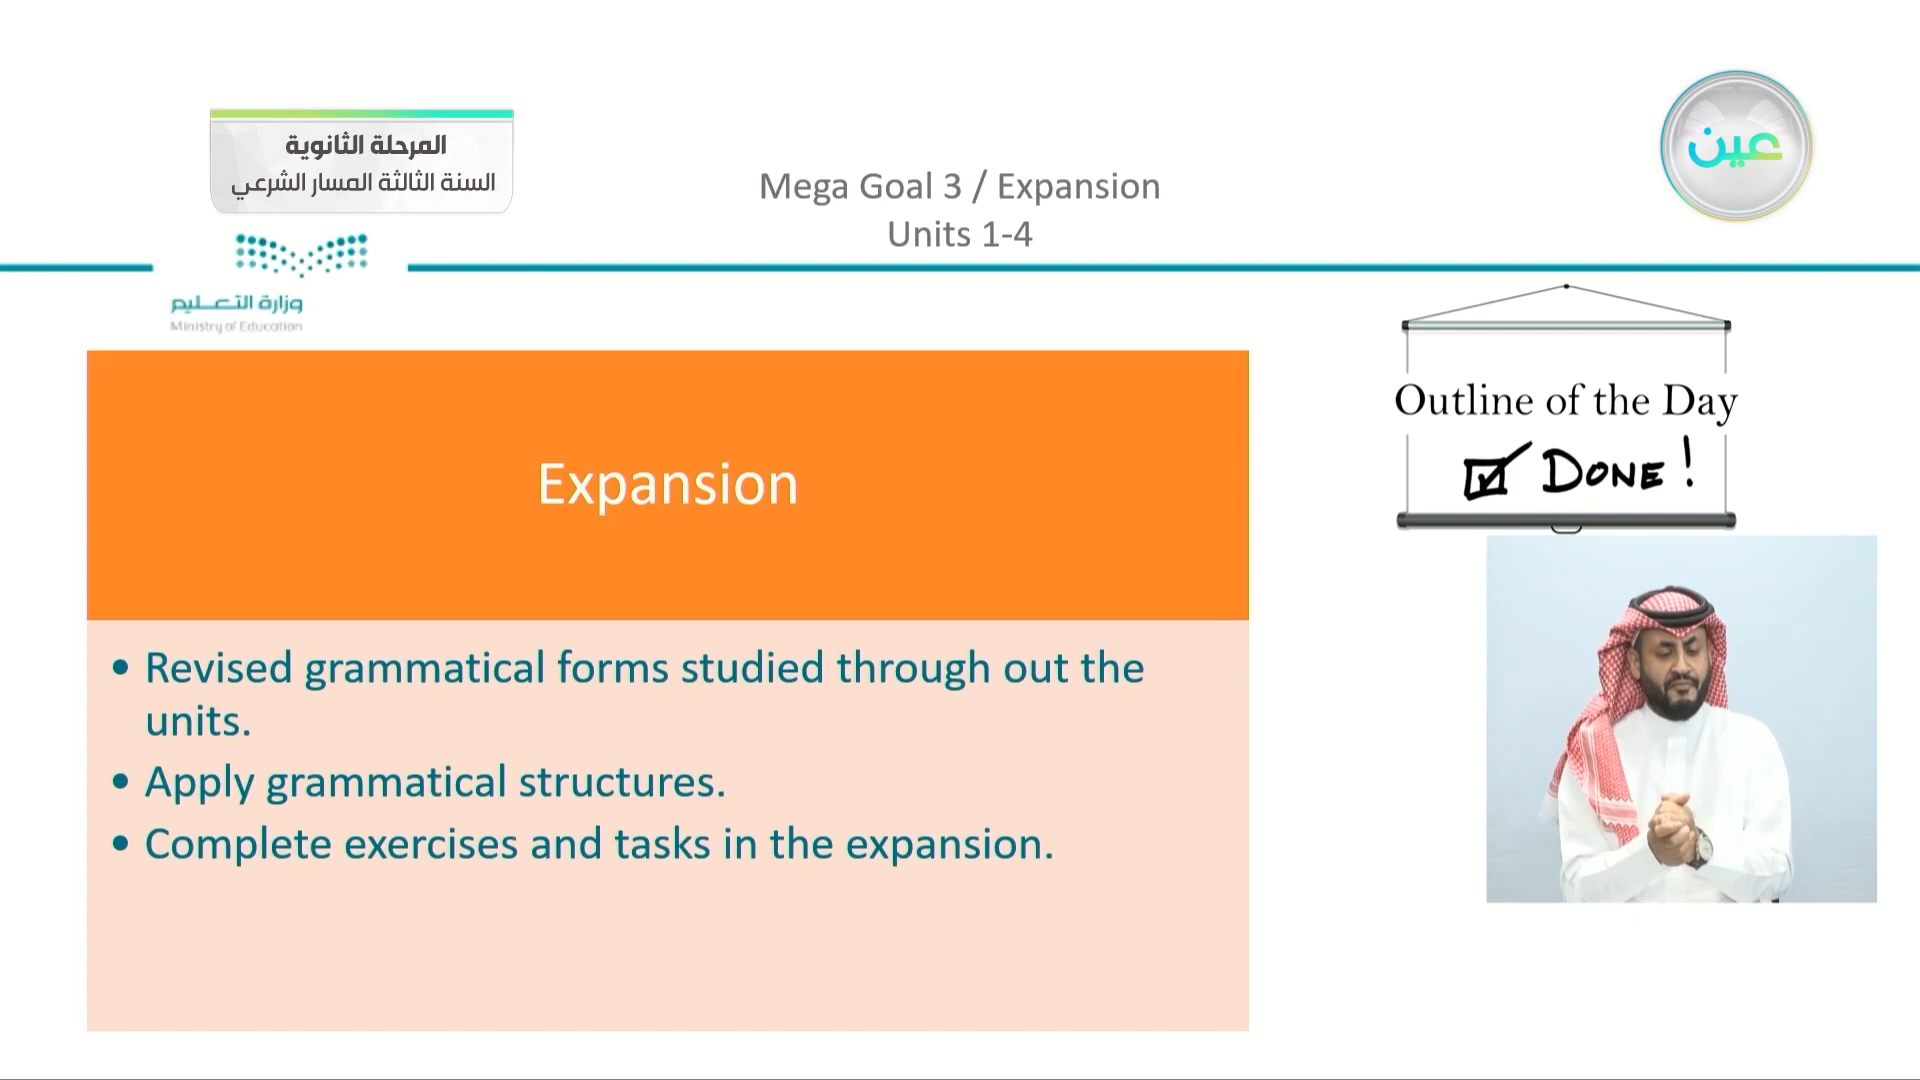 المرحلة الثانوية
السنة الثالثة المسار الشرعي
عين
Mega Goal 3 / Expansion
Units 1-4
وزارة التعليم
Ministry of Education
Outline of the Day
DONE!
Expansion
• Revised grammatical forms studied through out the
units.
• Apply grammatical structures.
• Complete exercises and tasks in the expansion.